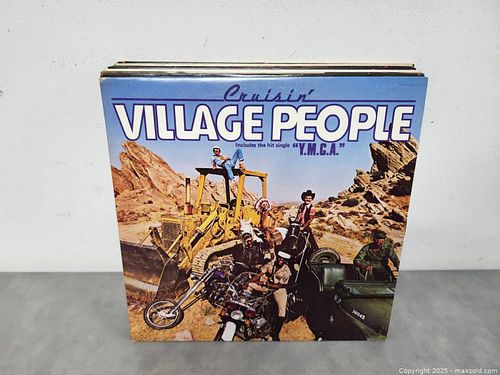 Cruisin'
VILLAGE PEOPLE
Includes the hit single "Y.M.C.A."
Copyright © 2025 - maxsold.com